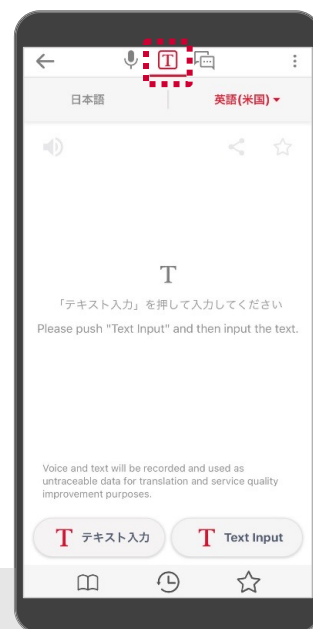 T
日本語 英語(米国)
T
「テキスト入力」を押して入力してください
Please push "Text Input" and then input the text.
Voice and text will be recorded and used as
untraceable data for translation and service quality
improvement purposes.
T テキスト入力 T Text Input